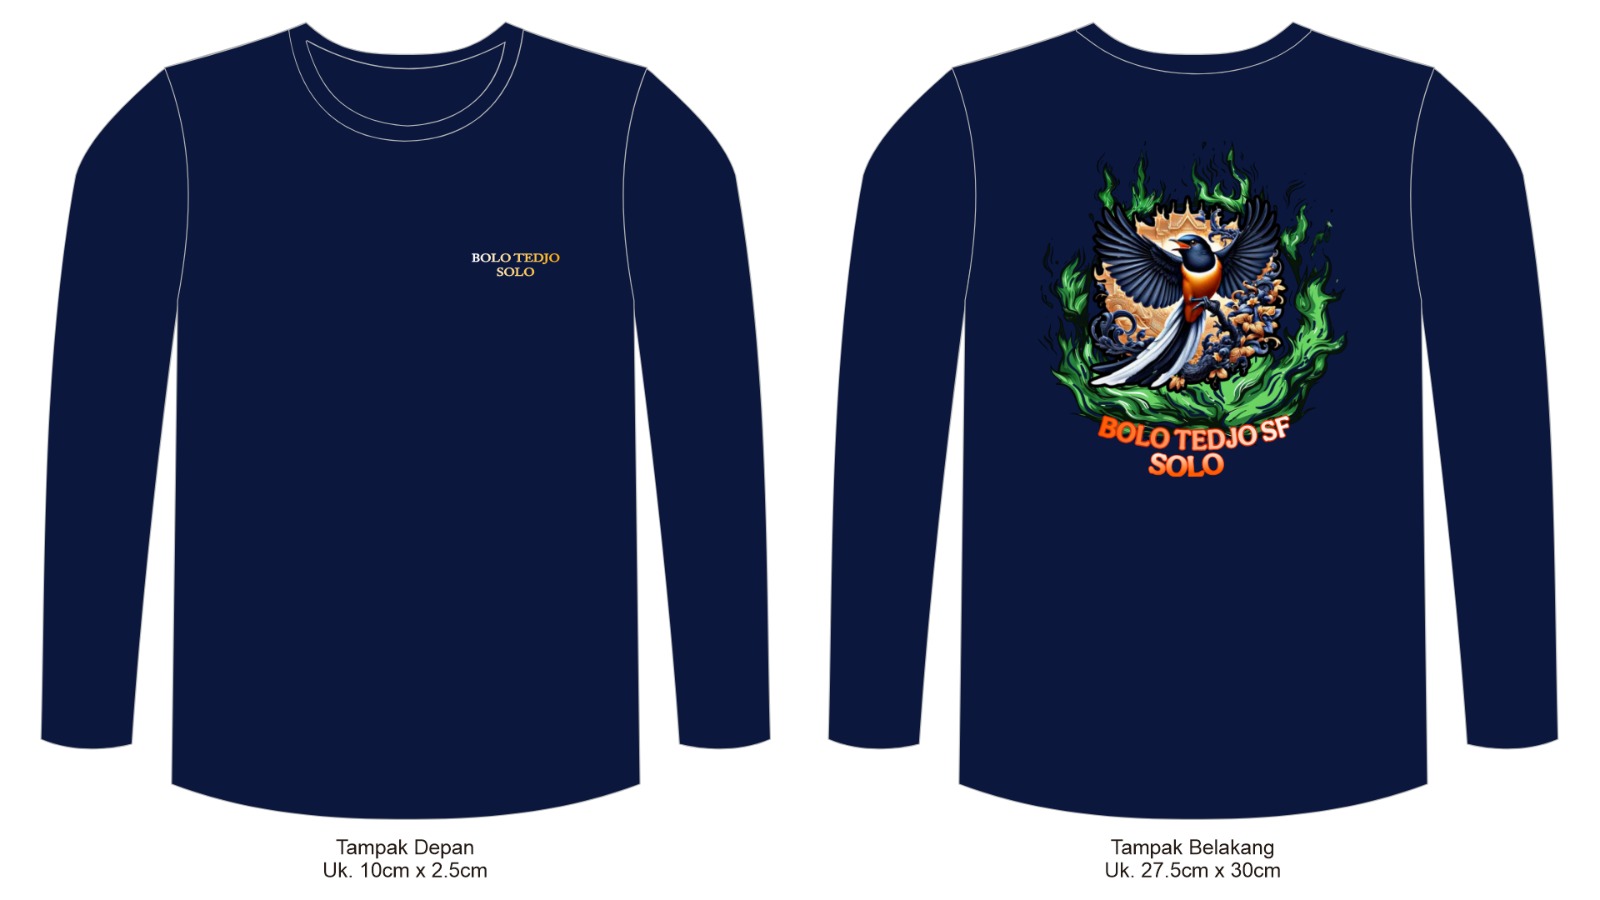 BOLO TEDJO
SOLO
BOLO TEDJO SF
SOLO
Tampak Depan
Uk. 10cm x 2.5cm
Tampak Belakang
Uk. 27.5cm x 30cm